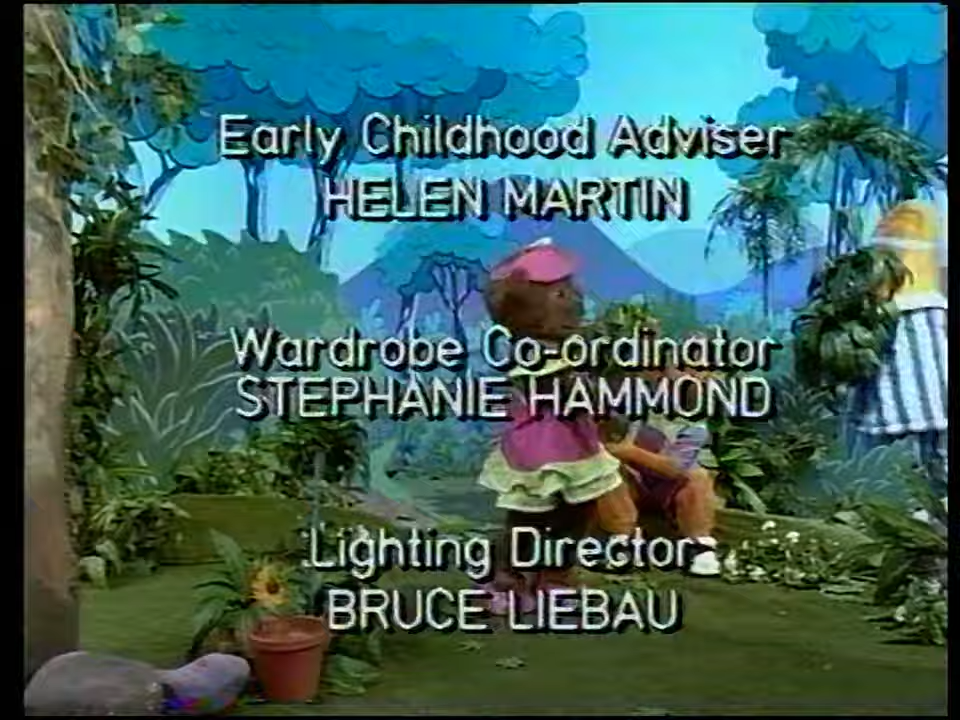 Early Childhood Adviser
HELEN MARTIN
Wardrobe Co-ordinator
STEPHANIE HAMMOND
Lighting Director
BRUCE LIEBAU